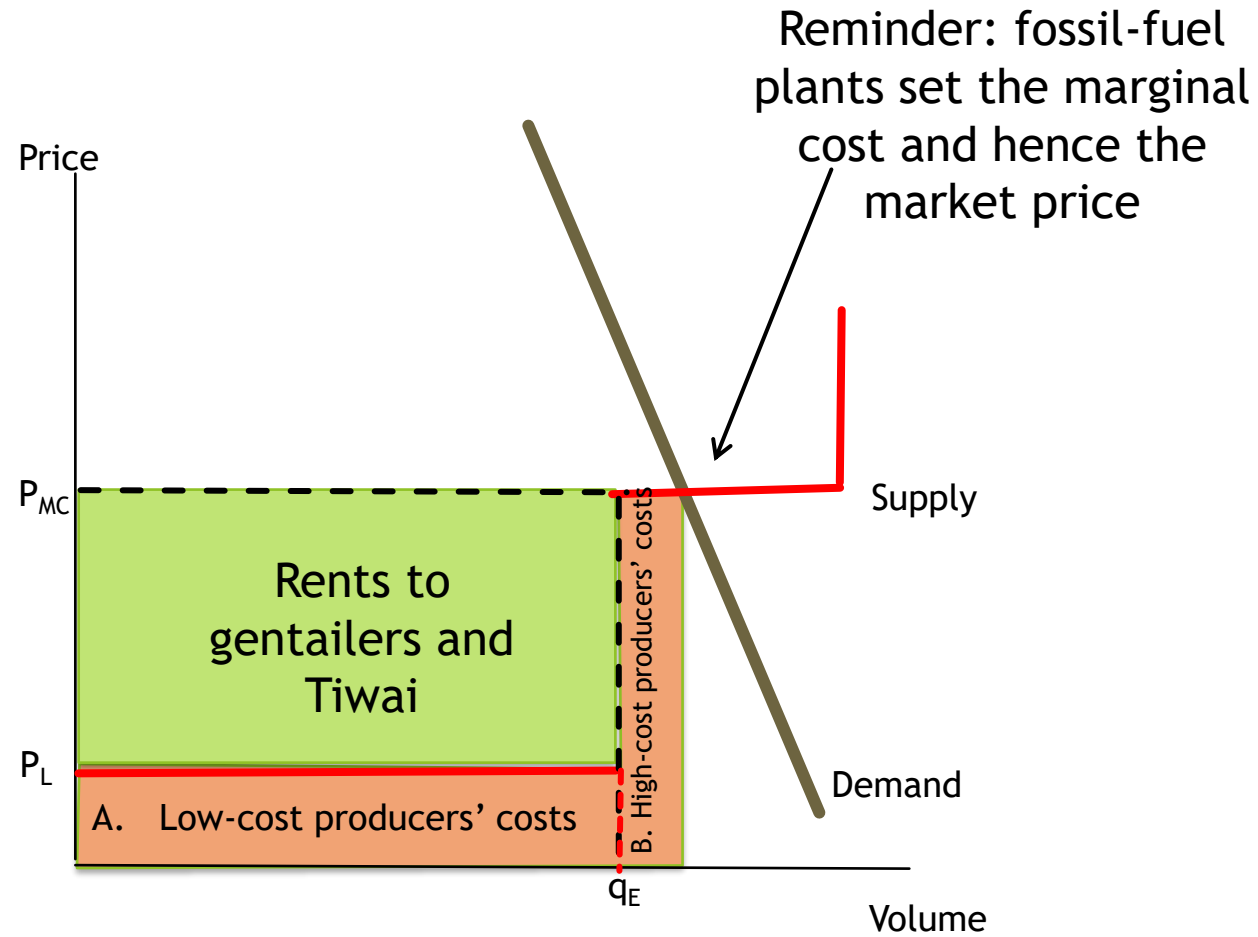 Reminder: fossil-fuel
plants set the marginal
cost and hence the
market price
Price
PMC
Supply
Rents to
gentailers and
Tiwai
B. High-cost producers’ costs
PL
Demand
A. Low-cost producers’ costs
qE
Volume